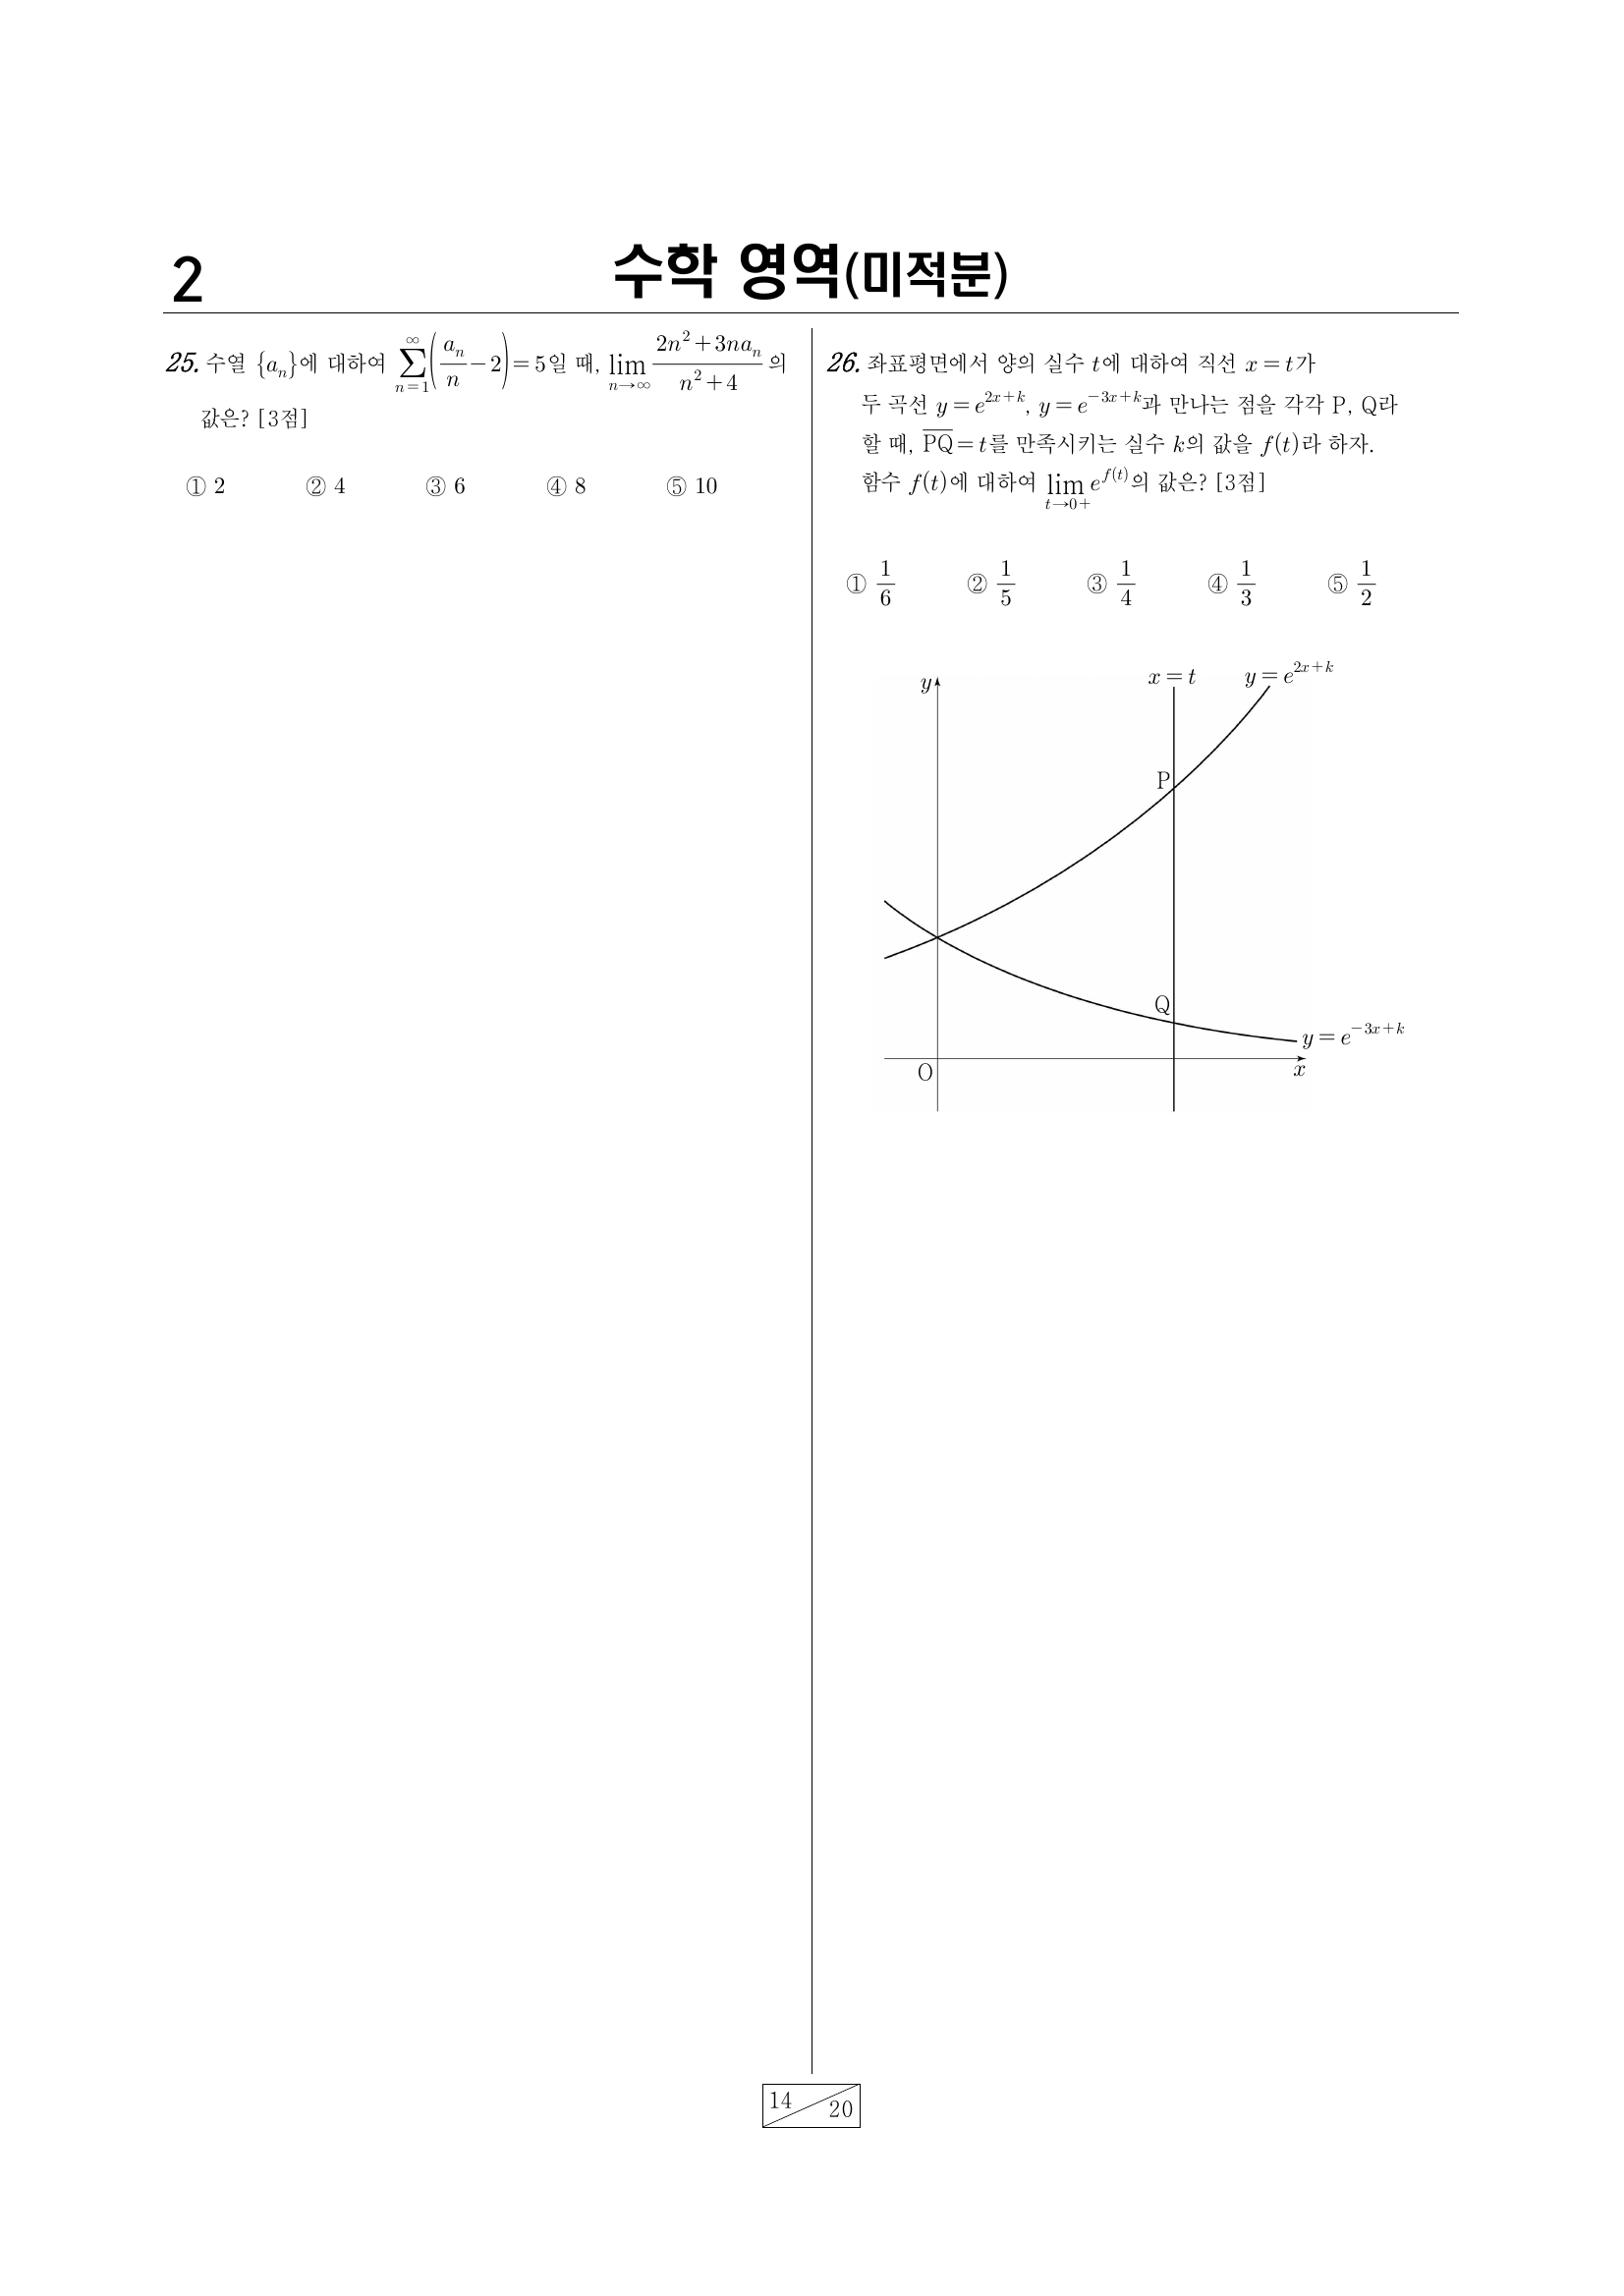 2
수학 영역(미적분)
25. 수열 {aₙ}에 대하여 ∑_{n=1}^{∞}(aₙ/n − 2) = 5일 때, lim_{n→∞} (2n²+3naₙ)/(n²+4) 의
값은? [3점]
① 2 ② 4 ③ 6 ④ 8 ⑤ 10
26. 좌표평면에서 양의 실수 t에 대하여 직선 x = t가
두 곡선 y = e^{2x+k}, y = e^{−3x+k}과 만나는 점을 각각 P, Q라
할 때, P̅Q̅ = t를 만족시키는 실수 k의 값을 f(t)라 하자.
함수 f(t)에 대하여 lim_{t→0+} e^{f(t)}의 값은? [3점]
① 1/6 ② 1/5 ③ 1/4 ④ 1/3 ⑤ 1/2
y
x = t
y = e^{2x+k}
P
Q
y = e^{−3x+k}
O
x
14
20